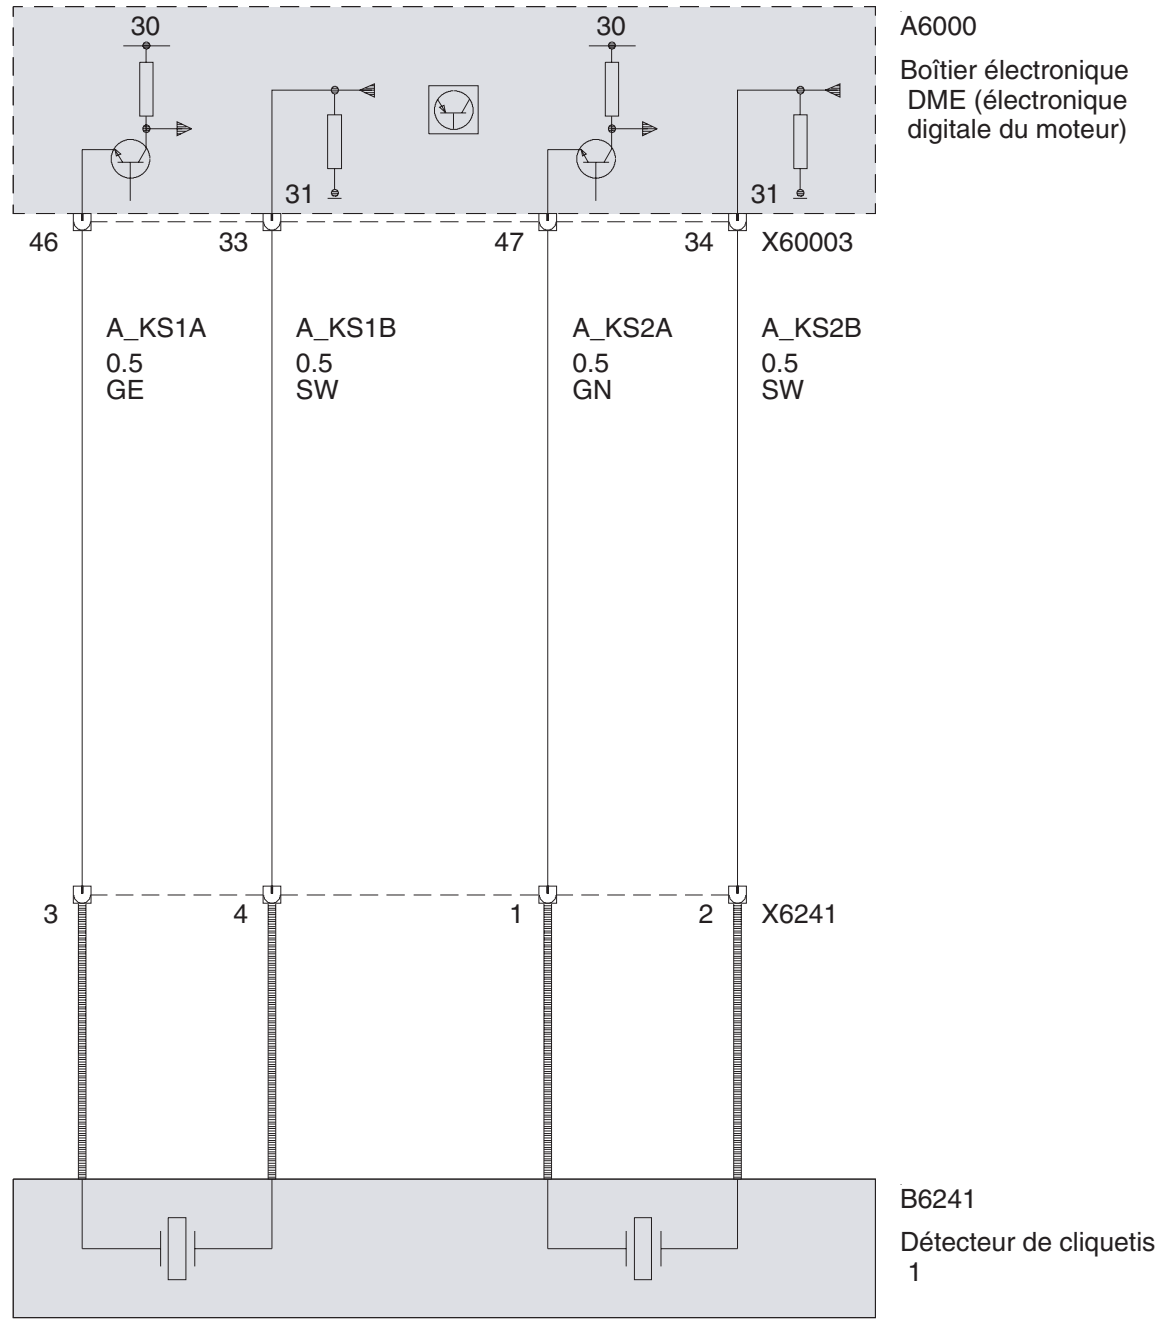 30
30
A6000
Boîtier électronique
DME (électronique
digitale du moteur)
31
31
46
33
47
34
X60003
A_KS1A
0.5
GE
A_KS1B
0.5
SW
A_KS2A
0.5
GN
A_KS2B
0.5
SW
3
4
1
2
X6241
B6241
Détecteur de cliquetis
1